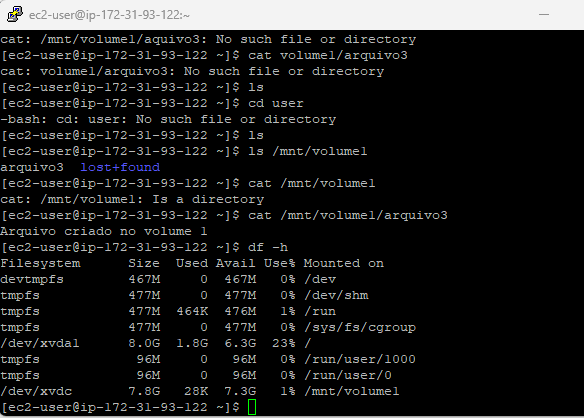 ec2-user@ip-172-31-93-122:~
cat: /mnt/volume1/aquivo3: No such file or directory
[ec2-user@ip-172-31-93-122 ~]$ cat volume1/arquivo3
cat: volume1/arquivo3: No such file or directory
[ec2-user@ip-172-31-93-122 ~]$ ls
[ec2-user@ip-172-31-93-122 ~]$ cd user
-bash: cd: user: No such file or directory
[ec2-user@ip-172-31-93-122 ~]$ ls
[ec2-user@ip-172-31-93-122 ~]$ ls /mnt/volume1
arquivo3  lost+found
[ec2-user@ip-172-31-93-122 ~]$ cat /mnt/volume1
cat: /mnt/volume1: Is a directory
[ec2-user@ip-172-31-93-122 ~]$ cat /mnt/volume1/arquivo3
Arquivo criado no volume 1
[ec2-user@ip-172-31-93-122 ~]$ df -h
Filesystem      Size  Used Avail Use% Mounted on
devtmpfs        467M     0  467M   0% /dev
tmpfs           477M     0  477M   0% /dev/shm
tmpfs           477M  464K  476M   1% /run
tmpfs           477M     0  477M   0% /sys/fs/cgroup
/dev/xvda1      8.0G  1.8G  6.3G  23% /
tmpfs            96M     0   96M   0% /run/user/1000
tmpfs            96M     0   96M   0% /run/user/0
/dev/xvdc       7.8G   28K  7.3G   1% /mnt/volume1
[ec2-user@ip-172-31-93-122 ~]$